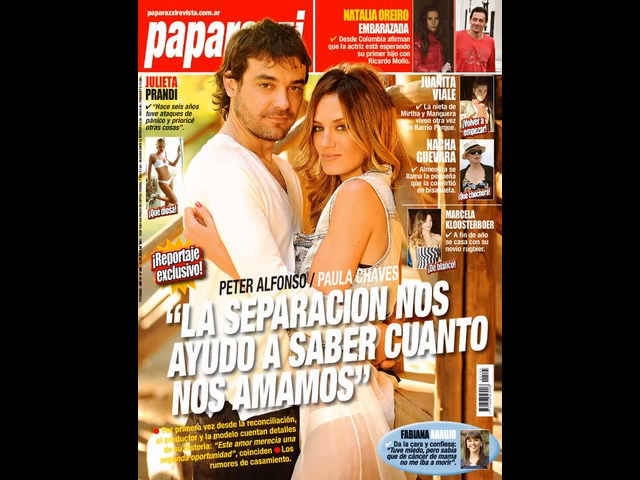 paparazzirevista.com.ar
paparazzi
NATALIA OREIRO
EMBARAZADA
✔ Desde Colombia afirman
que la actriz está esperando
su primer hijo con
Ricardo Mollo.
JULIETA
PRANDI
✔ "Hace seis años
tuve ataques de
pánico y prioricé
otras cosas".
¡Qué diosa!
JUANITA
VIALE
✔ La nieta de
Mirtha y Manguera
viven otra vez
en Barrio Parque.
¡Volver a
empezar!
NACHA
GUEVARA
✔ Almendra se
llama la pequeña
que la convirtió
en bisabuela.
¡Qué chochera!
MARCELA
KLOOSTERBOER
✔ A fin de año
se casa con su
novio rugbier.
¡De blanco!
¡Reportaje
exclusivo!
PETER ALFONSO / PAULA CHAVES
"LA SEPARACION NOS
AYUDO A SABER CUANTO
NOS AMAMOS"
● Por primera vez desde la reconciliación,
el productor y la modelo cuentan detalles
de su historia: "Este amor merecía una
segunda oportunidad", coinciden ● Los
rumores de casamiento.
FABIANA ARAUJO
✔ Da la cara y confiesa:
"Tuve miedo, pero sabía
que de cáncer de mama
no me iba a morir".